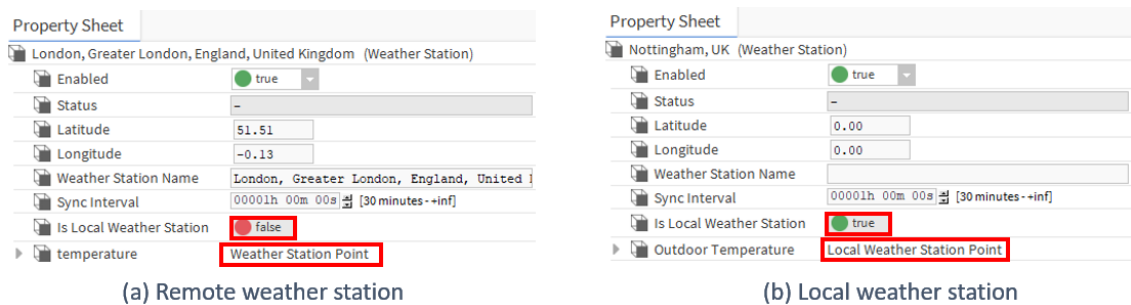 Property Sheet
London, Greater London, England, United Kingdom (Weather Station)
Enabled true
Status –
Latitude 51.51
Longitude -0.13
Weather Station Name London, Greater London, England, United
Sync Interval 00001h 00m 00s [30 minutes - +inf]
Is Local Weather Station false
temperature Weather Station Point
(a) Remote weather station
Property Sheet
Nottingham, UK (Weather Station)
Enabled true
Status –
Latitude 0.00
Longitude 0.00
Weather Station Name
Sync Interval 00001h 00m 00s [30 minutes - +inf]
Is Local Weather Station true
Outdoor Temperature Local Weather Station Point
(b) Local weather station